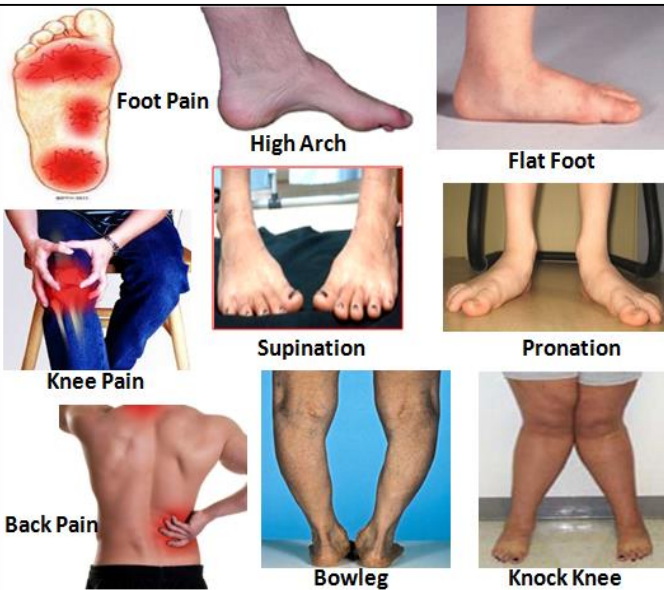 Foot Pain
High Arch
Flat Foot
Knee Pain
Supination
Pronation
Back Pain
Bowleg
Knock Knee